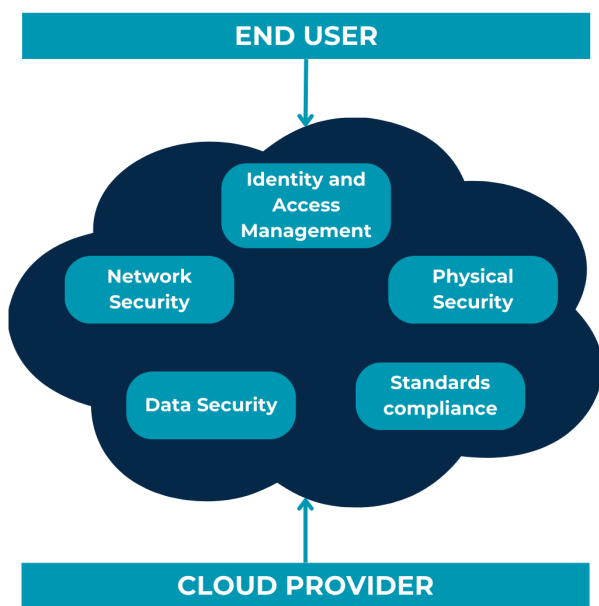 END USER
Identity and
Access
Management
Network
Security
Physical
Security
Data Security
Standards
compliance
CLOUD PROVIDER